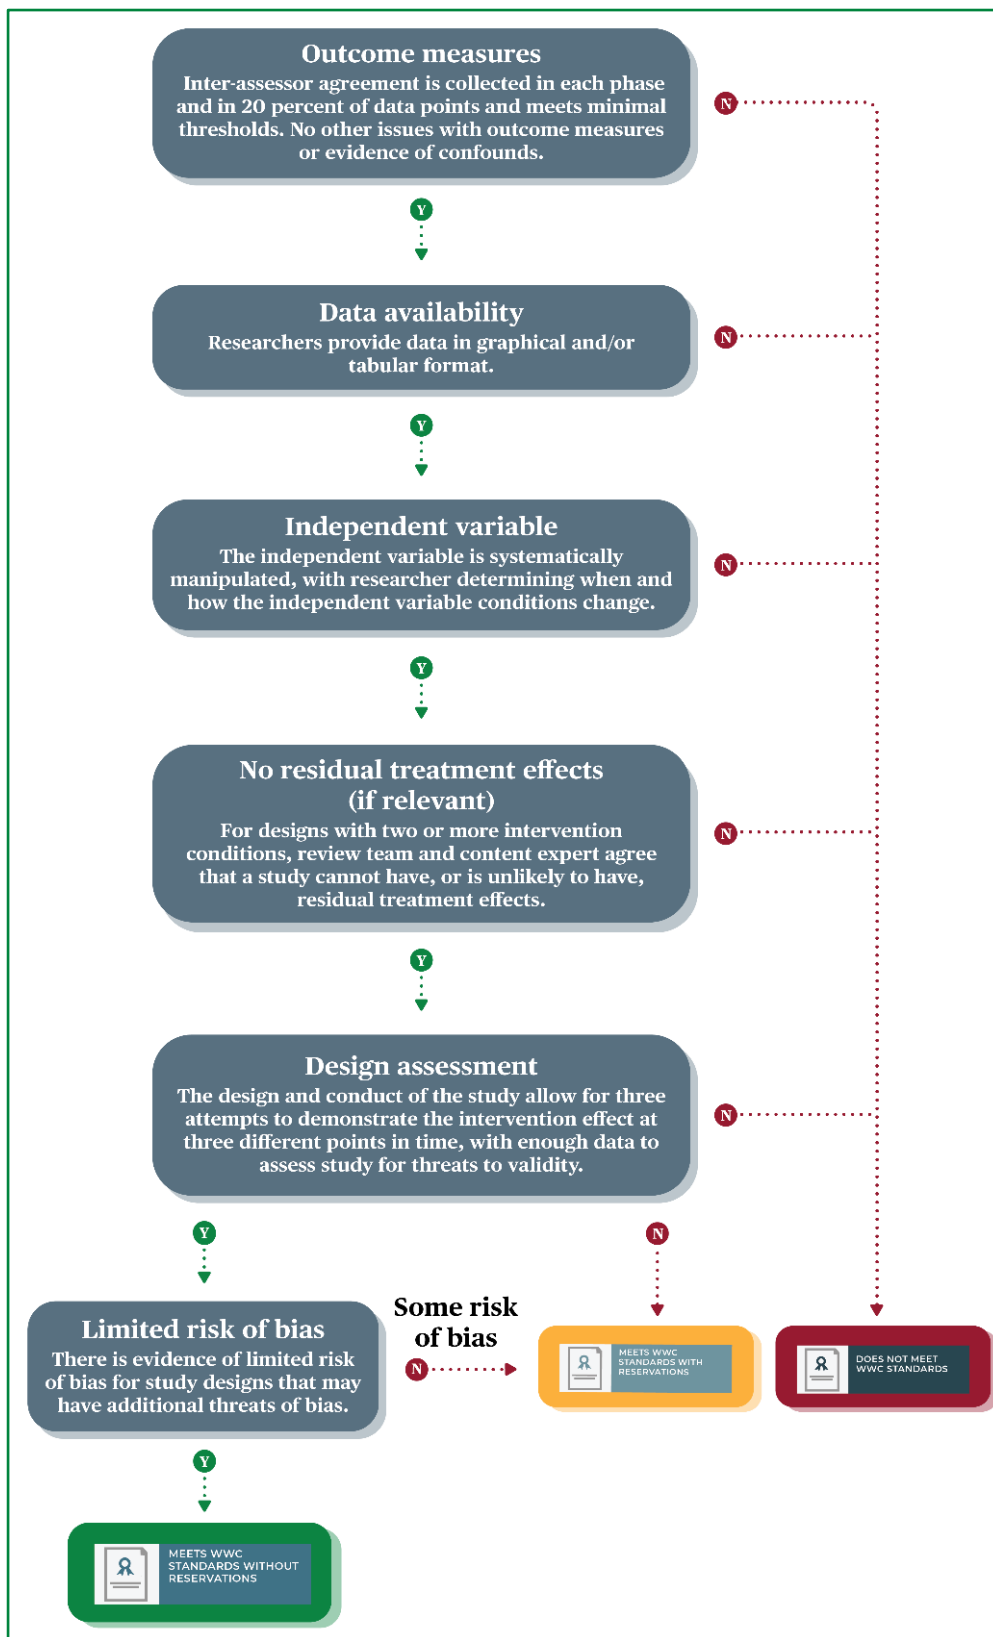 Outcome measures
Inter-assessor agreement is collected in each phase
and in 20 percent of data points and meets minimal
thresholds. No other issues with outcome measures
or evidence of confounds.
N
Y
Data availability
Researchers provide data in graphical and/or
tabular format.
N
Y
Independent variable
The independent variable is systematically
manipulated, with researcher determining when and
how the independent variable conditions change.
N
Y
No residual treatment effects
(if relevant)
For designs with two or more intervention
conditions, review team and content expert agree
that a study cannot have, or is unlikely to have,
residual treatment effects.
N
Y
Design assessment
The design and conduct of the study allow for three
attempts to demonstrate the intervention effect at
three different points in time, with enough data to
assess study for threats to validity.
N
Y
N
Limited risk of bias
There is evidence of limited risk
of bias for study designs that may
have additional threats of bias.
Some risk
of bias
N
MEETS WWC
STANDARDS WITH
RESERVATIONS
DOES NOT MEET
WWC STANDARDS
Y
MEETS WWC
STANDARDS WITHOUT
RESERVATIONS